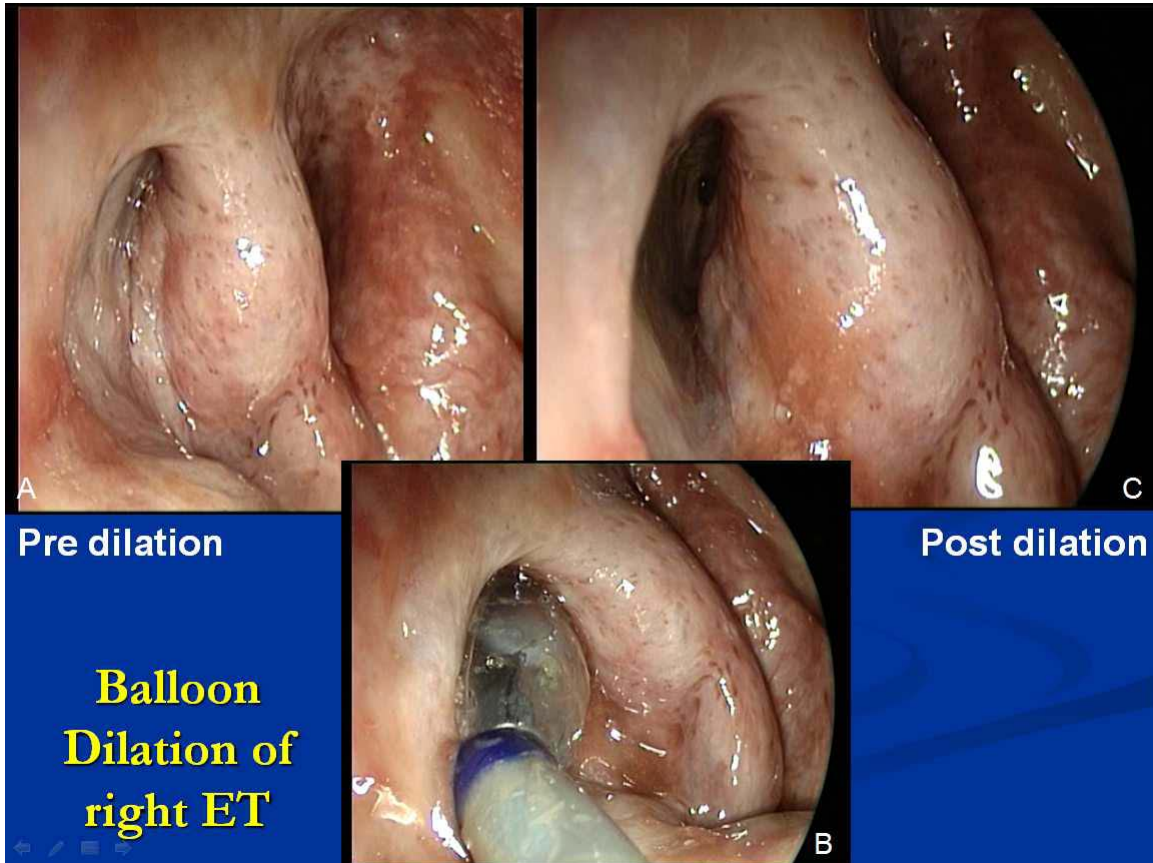 A
C
Pre dilation
Post dilation
Balloon
Dilation of
right ET
B